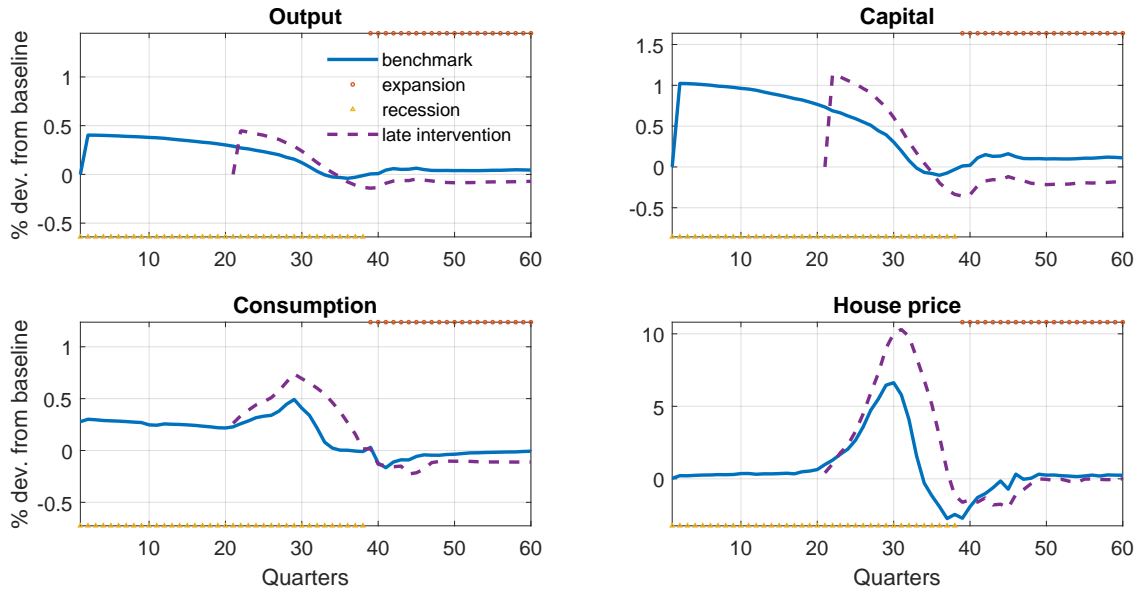 Output
% dev. from baseline
1
0.5
0
-0.5
10 20 30 40 50 60
benchmark
expansion
recession
late intervention
Capital
1.5
1
0.5
0
-0.5
10 20 30 40 50 60
Consumption
% dev. from baseline
1
0.5
0
-0.5
10 20 30 40 50 60
Quarters
House price
10
5
0
10 20 30 40 50 60
Quarters